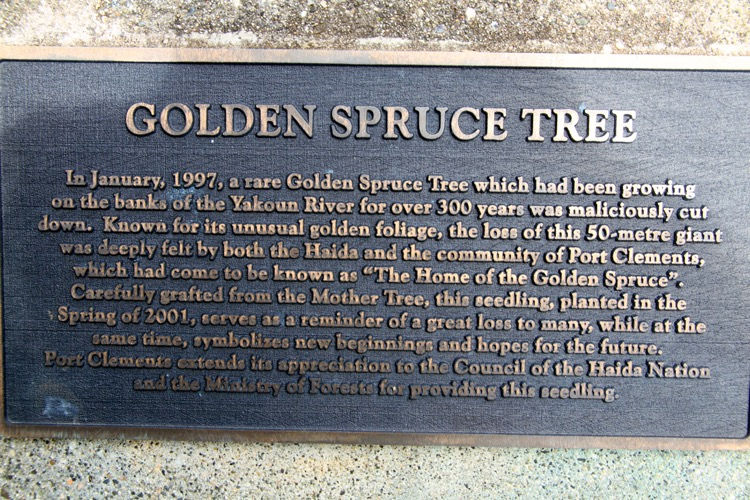 GOLDEN SPRUCE TREE
In January, 1997, a rare Golden Spruce Tree which had been growing
on the banks of the Yakoun River for over 300 years was maliciously cut
down. Known for its unusual golden foliage, the loss of this 50-metre giant
was deeply felt by both the Haida and the community of Port Clements,
which had come to be known as “The Home of the Golden Spruce”.
Carefully grafted from the Mother Tree, this seedling, planted in the
Spring of 2001, serves as a reminder of a great loss to many, while at the
same time, symbolizes new beginnings and hopes for the future.
Port Clements extends its appreciation to the Council of the Haida Nation
and the Ministry of Forests for providing this seedling.